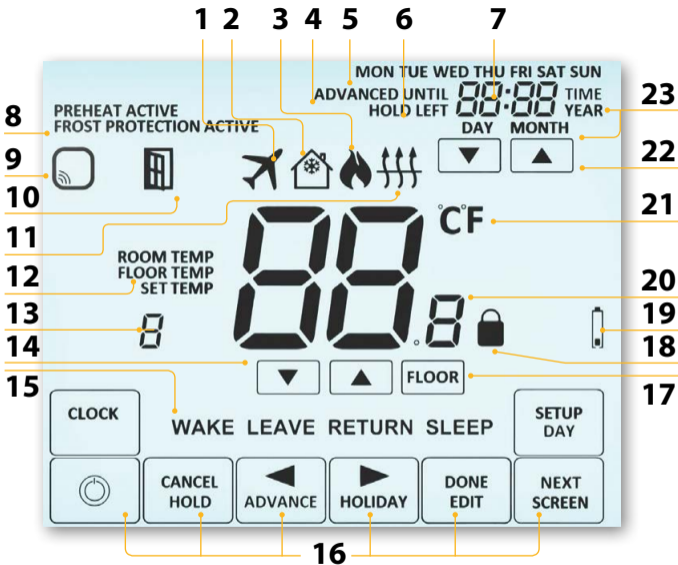 1 2 3 4 5 6 7
MON TUE WED THU FRI SAT SUN
ADVANCED UNTIL 88:88 TIME
HOLD LEFT YEAR 23
DAY MONTH
8 PREHEAT ACTIVE
FROST PROTECTION ACTIVE
9
22
10
11
88.8 °C°F 21
ROOM TEMP
12 FLOOR TEMP
SET TEMP
20
13 8
19
14
18
FLOOR
15
17
CLOCK
WAKE LEAVE RETURN SLEEP
SETUP
DAY
CANCEL
HOLD
ADVANCE
HOLIDAY
DONE
EDIT
NEXT
SCREEN
16